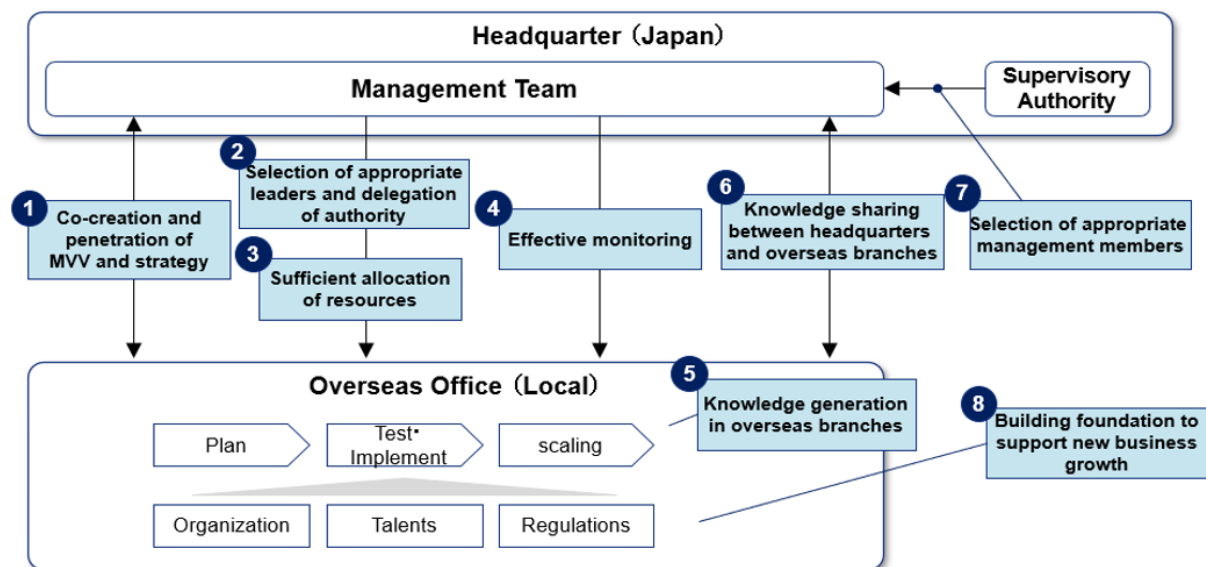 Headquarter（Japan）
Management Team
Supervisory
Authority
1
Co-creation and
penetration of
MVV and strategy
2
Selection of appropriate
leaders and delegation
of authority
3
Sufficient allocation
of resources
4
Effective monitoring
6
Knowledge sharing
between headquarters
and overseas branches
7
Selection of appropriate
management members
Overseas Office（Local）
5
Knowledge generation
in overseas branches
8
Building foundation to
support new business
growth
Plan
Test・
Implement
scaling
Organization
Talents
Regulations